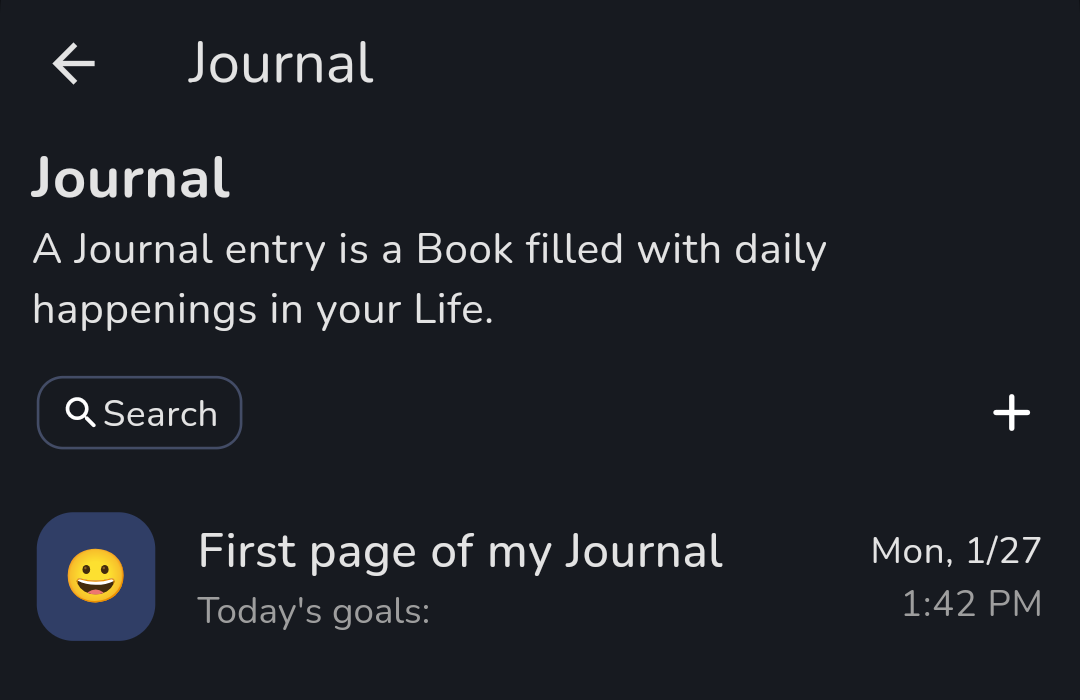 Journal
Journal
A Journal entry is a Book filled with daily
happenings in your Life.
Search
First page of my Journal
Mon, 1/27
Today's goals:
1:42 PM